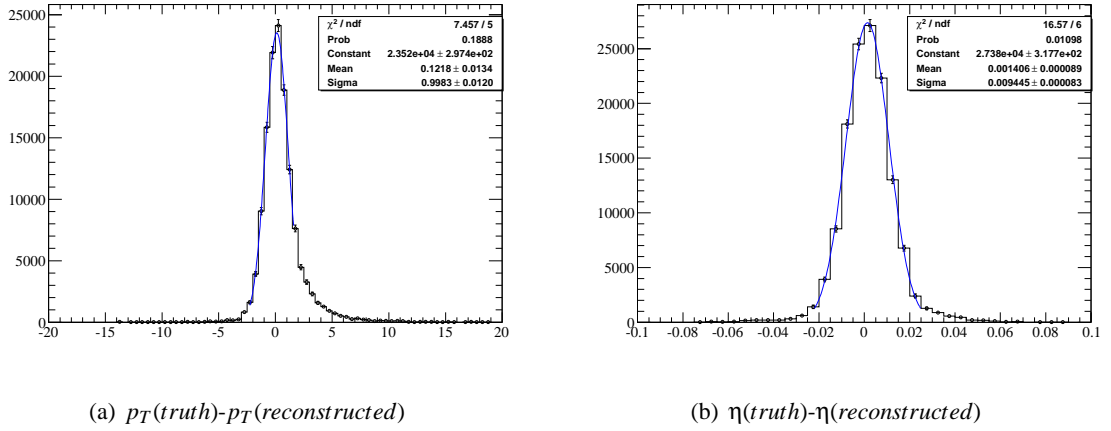 χ² / ndf 7.457 / 5
Prob 0.1888
Constant 2.352e+04 ± 2.974e+02
Mean 0.1218 ± 0.0134
Sigma 0.9983 ± 0.0120
25000
20000
15000
10000
5000
0
-20 -15 -10 -5 0 5 10 15 20
(a) p_T(truth)-p_T(reconstructed)
χ² / ndf 16.57 / 6
Prob 0.01098
Constant 2.738e+04 ± 3.177e+02
Mean 0.001406 ± 0.000089
Sigma 0.009445 ± 0.000083
25000
20000
15000
10000
5000
0
-0.1 -0.08 -0.06 -0.04 -0.02 0 0.02 0.04 0.06 0.08 0.1
(b) η(truth)-η(reconstructed)